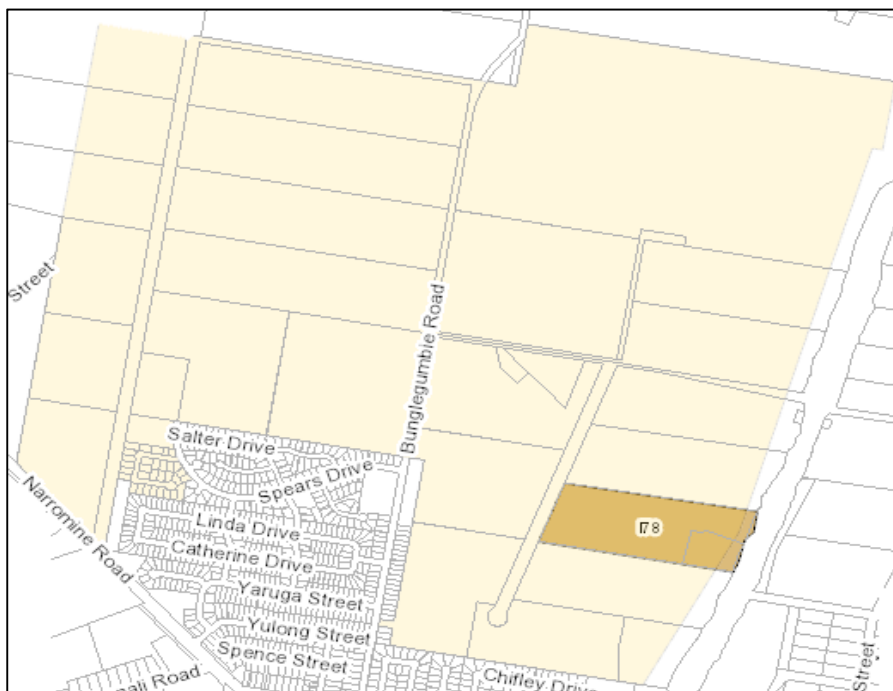 Street
Bunglegumbie Road
Salter Drive
Spears Drive
Narromine Road
Linda Drive
Catherine Drive
Yaruga Street
Yulong Street
Spence Street
Road
Chifley Drive
I78
Street